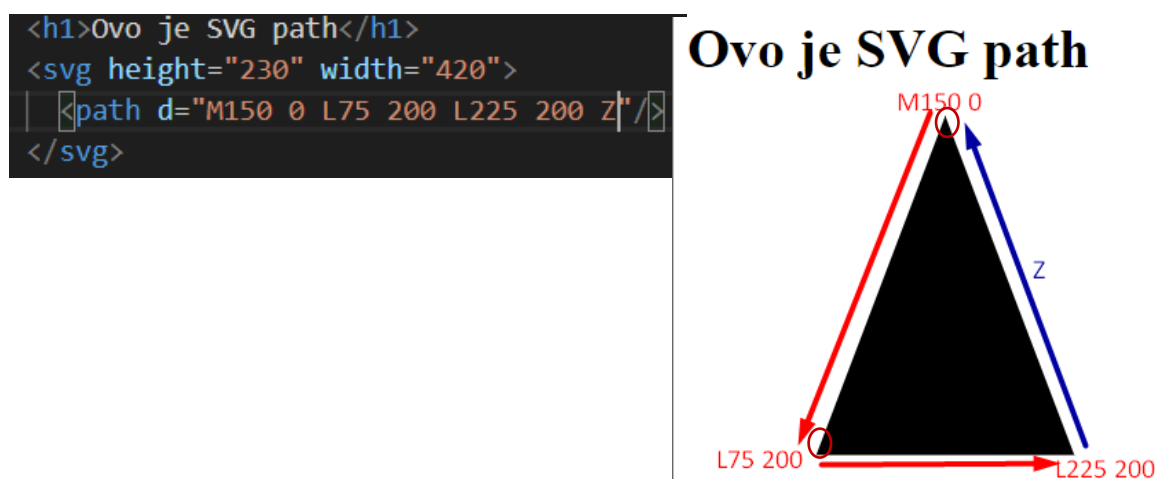 <h1>Ovo je SVG path</h1>
<svg height="230" width="420">
<path d="M150 0 L75 200 L225 200 Z"/>
</svg>
Ovo je SVG path
M150 0
Z
L75 200
L225 200